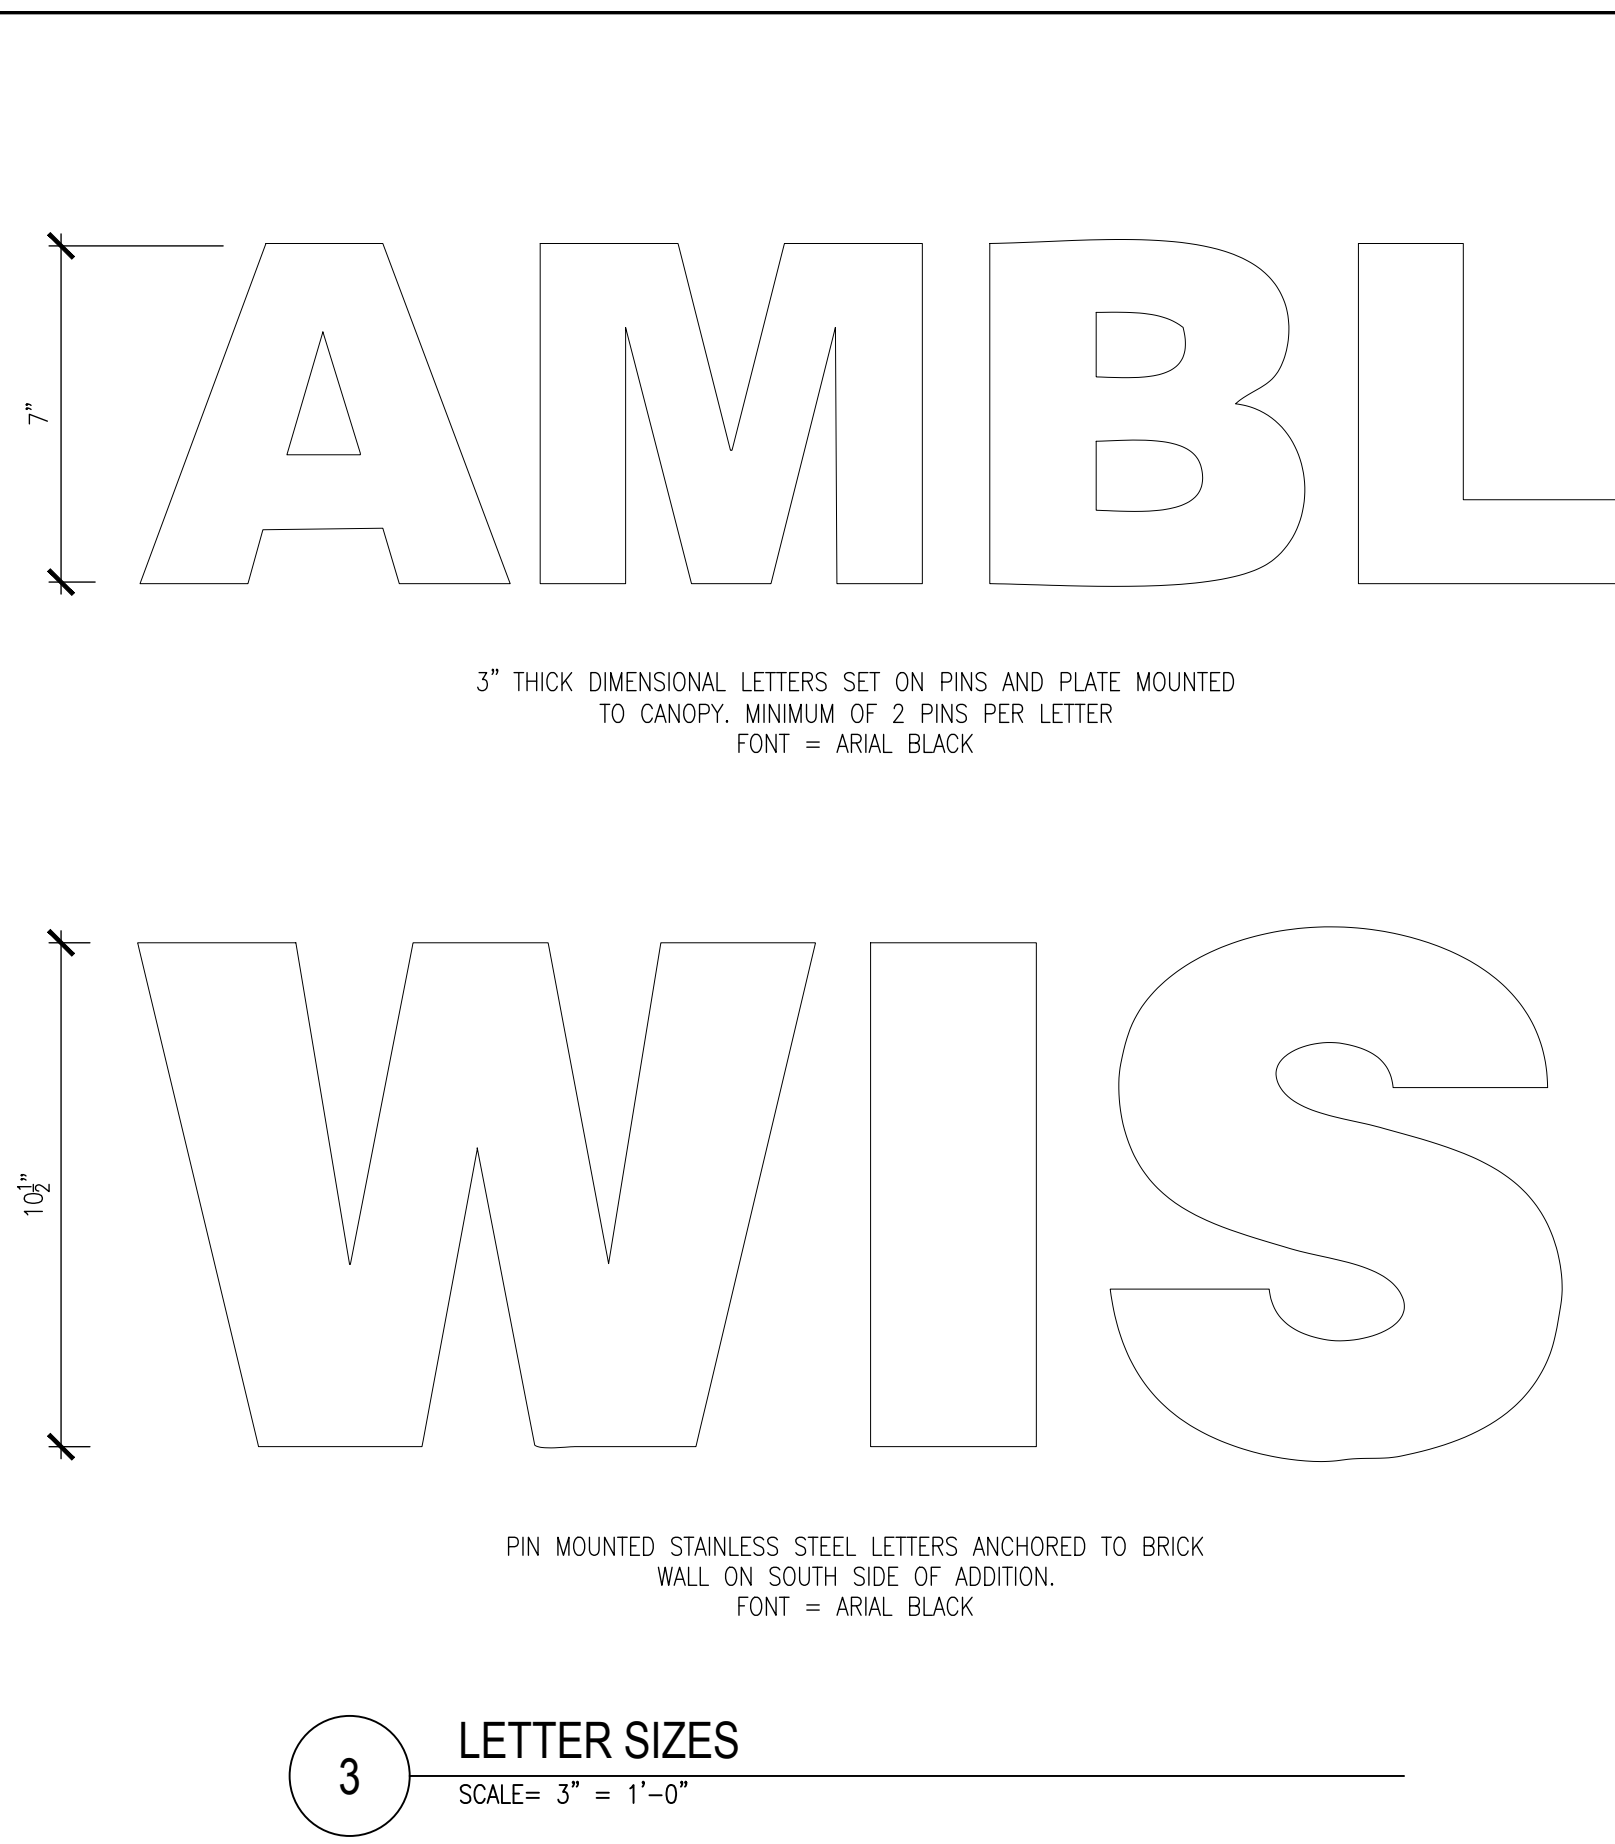 7"
AMBL
3" THICK DIMENSIONAL LETTERS SET ON PINS AND PLATE MOUNTED
TO CANOPY. MINIMUM OF 2 PINS PER LETTER
FONT = ARIAL BLACK
10 1/2"
WIS
PIN MOUNTED STAINLESS STEEL LETTERS ANCHORED TO BRICK
WALL ON SOUTH SIDE OF ADDITION.
FONT = ARIAL BLACK
3
LETTER SIZES
SCALE= 3" = 1'-0"